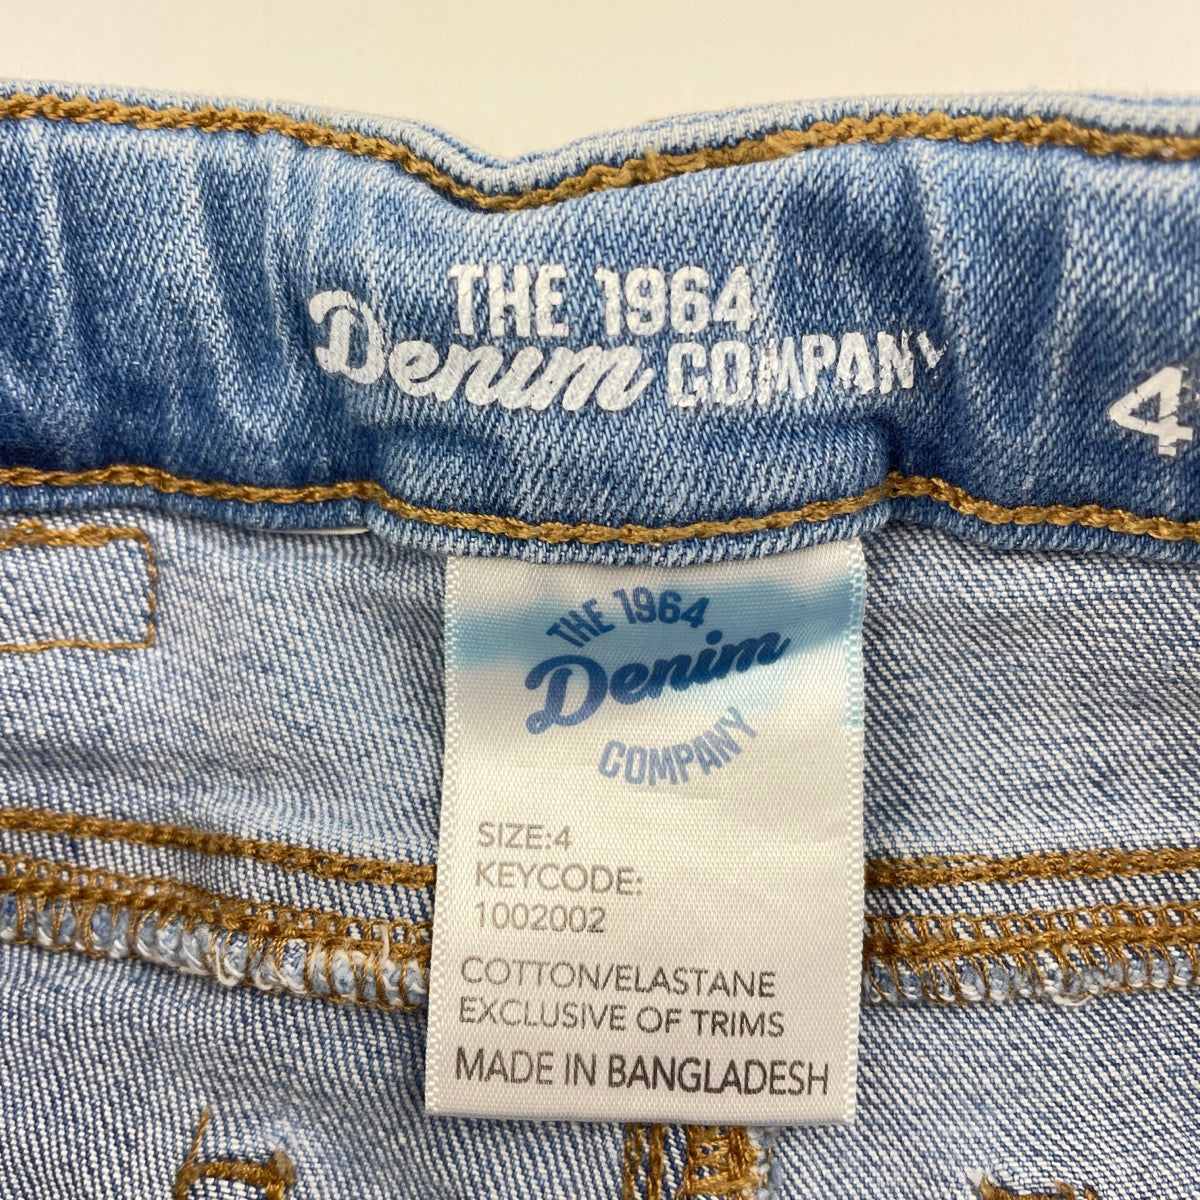 THE 1964
Denim COMPANY
4
THE 1964
Denim
COMPANY
SIZE:4
KEYCODE:
1002002
COTTON/ELASTANE
EXCLUSIVE OF TRIMS
MADE IN BANGLADESH